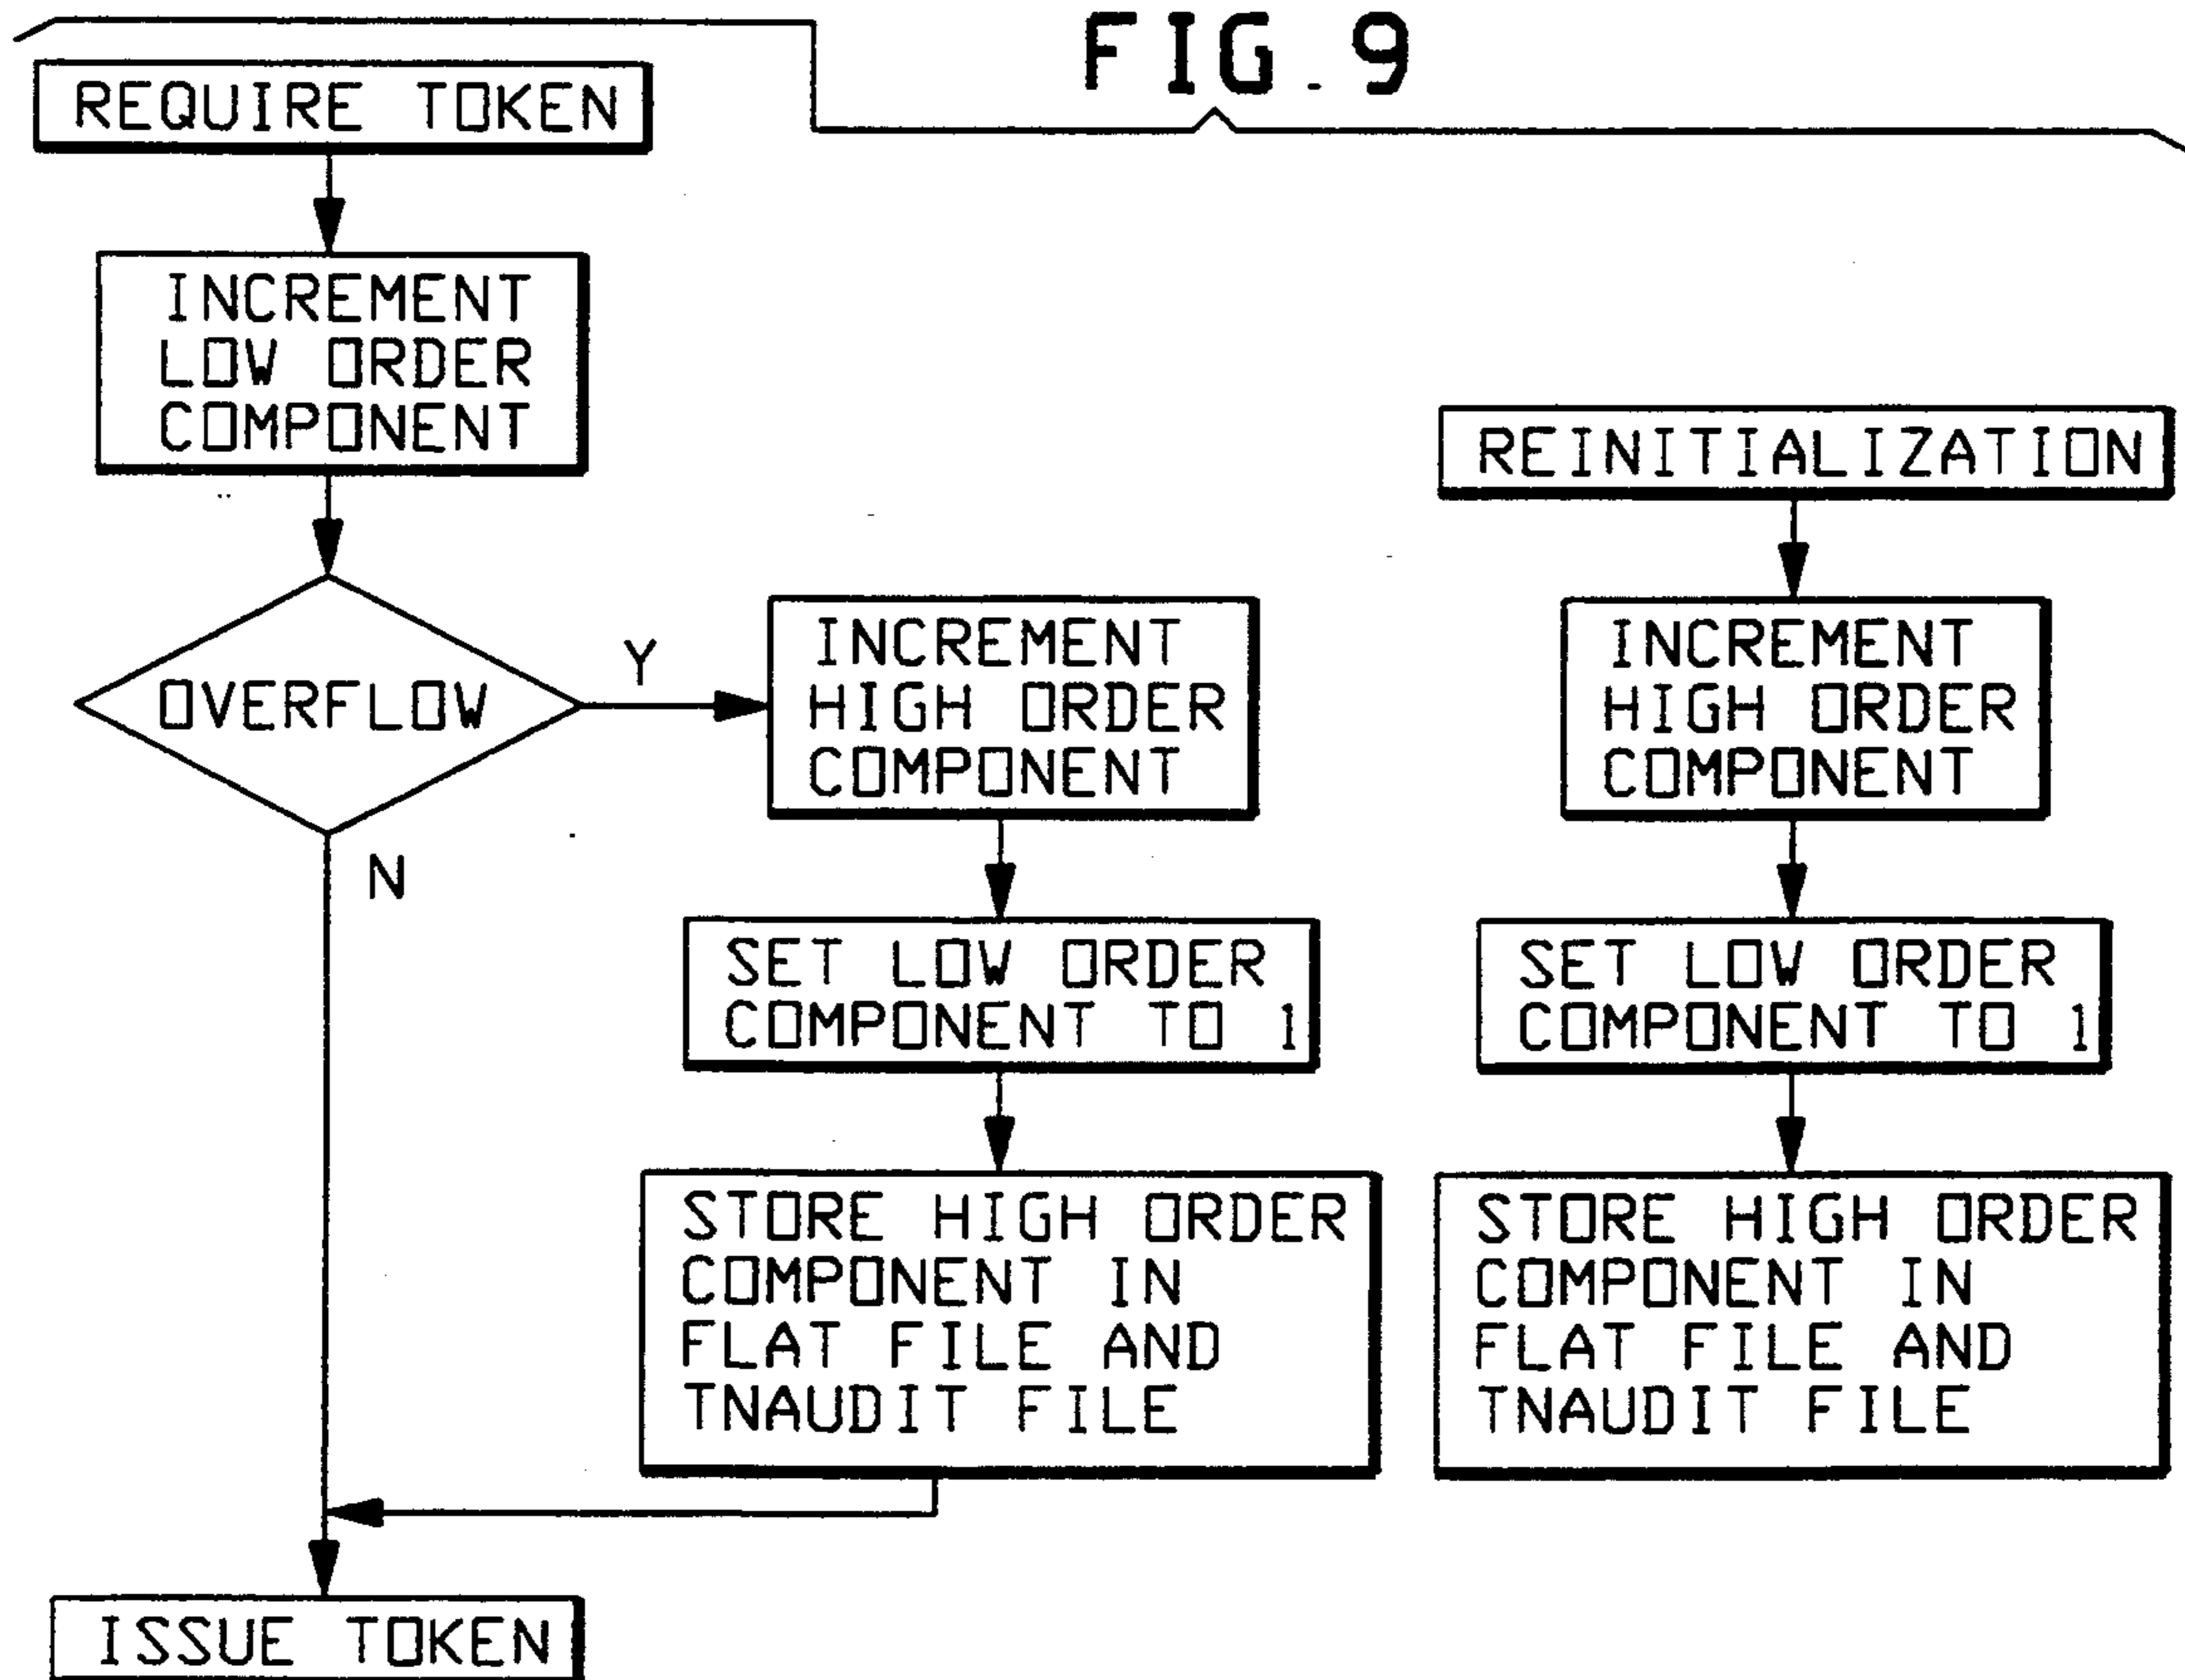 FIG. 9
REQUIRE TOKEN
INCREMENT
LOW ORDER
COMPONENT
OVERFLOW
Y
N
INCREMENT
HIGH ORDER
COMPONENT
SET LOW ORDER
COMPONENT TO 1
STORE HIGH ORDER
COMPONENT IN
FLAT FILE AND
TNAUDIT FILE
ISSUE TOKEN
REINITIALIZATION
INCREMENT
HIGH ORDER
COMPONENT
SET LOW ORDER
COMPONENT TO 1
STORE HIGH ORDER
COMPONENT IN
FLAT FILE AND
TNAUDIT FILE